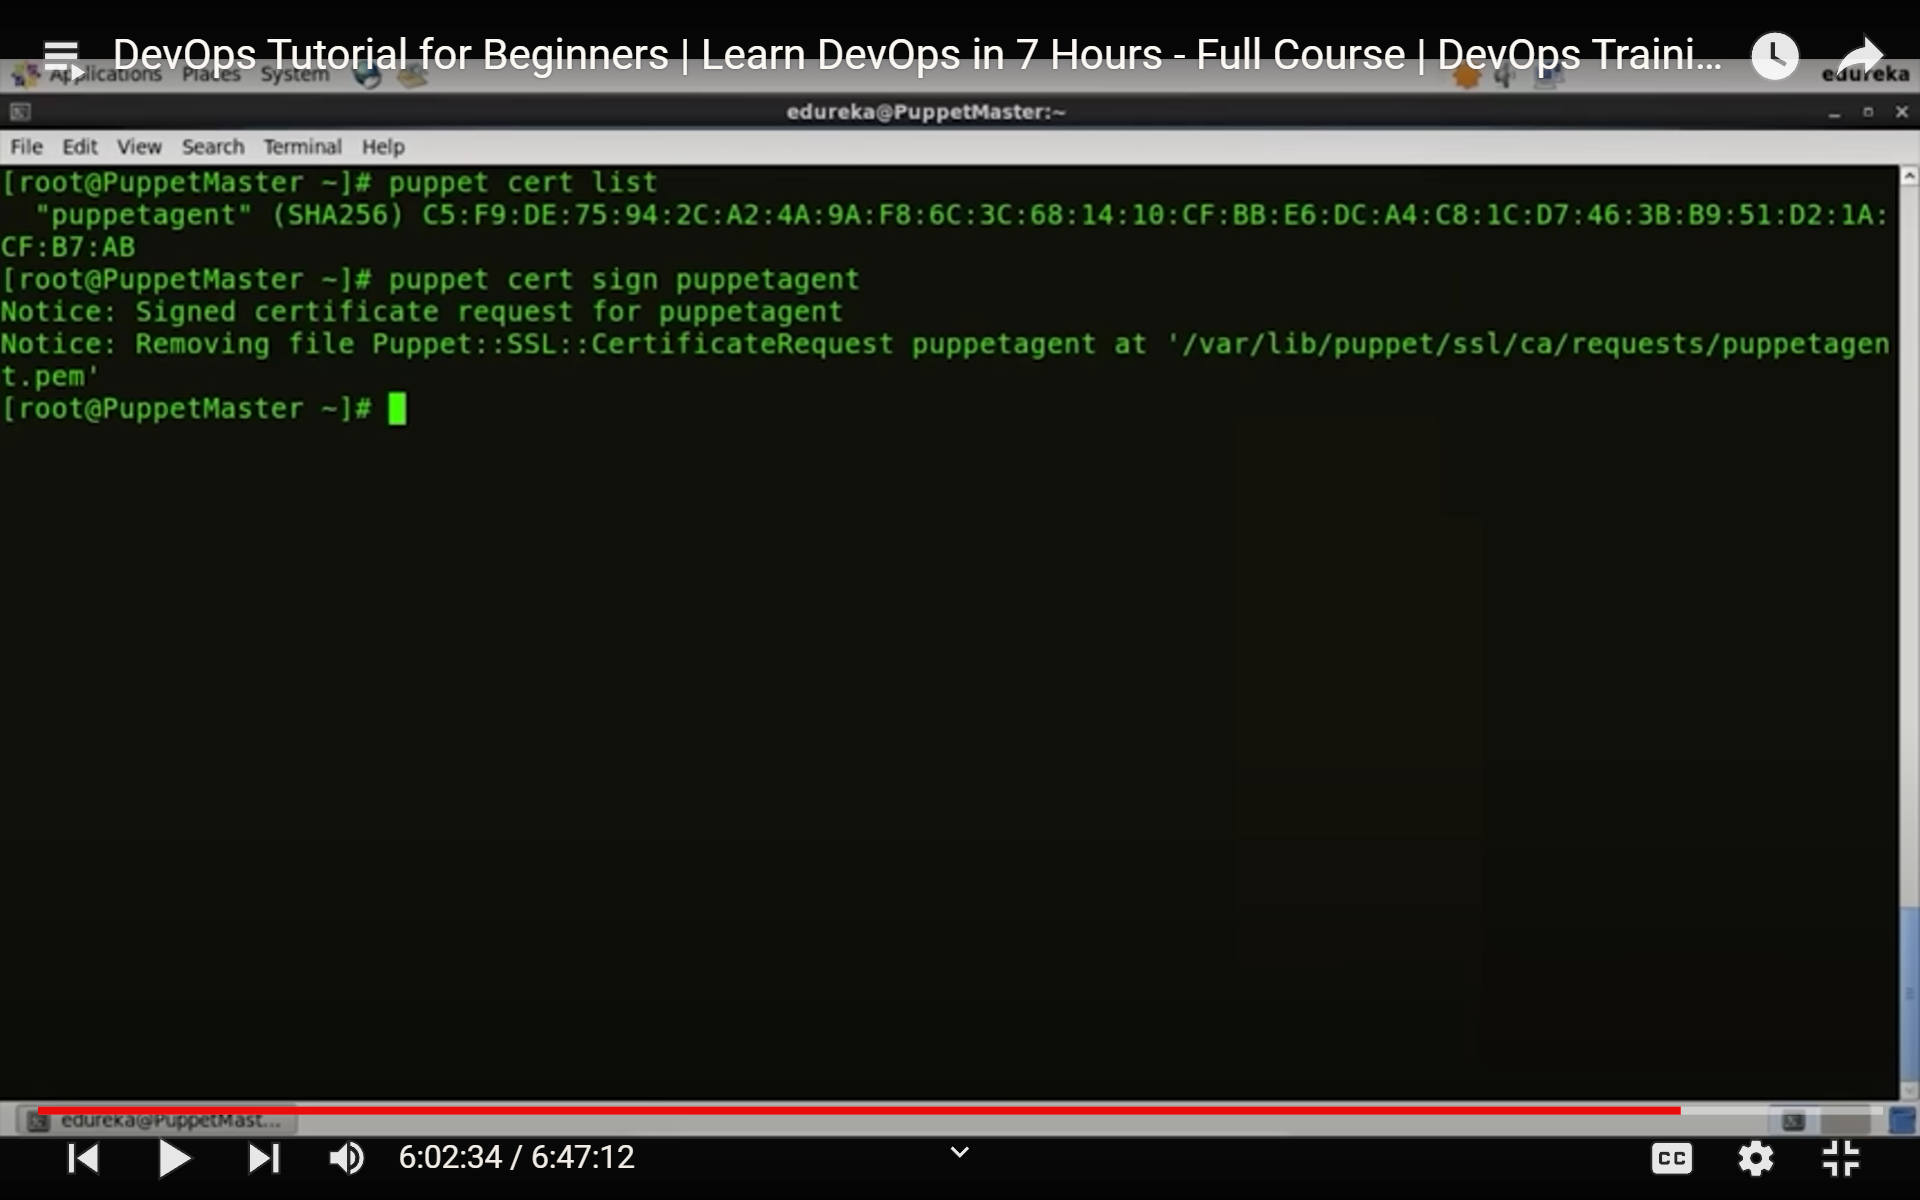 DevOps Tutorial for Beginners | Learn DevOps in 7 Hours - Full Course | DevOps Traini...
Applications Places System edureka
edureka@PuppetMaster:~
File Edit View Search Terminal Help
[root@PuppetMaster ~]# puppet cert list
  "puppetagent" (SHA256) C5:F9:DE:75:94:2C:A2:4A:9A:F8:6C:3C:68:14:10:CF:BB:E6:DC:A4:C8:1C:D7:46:3B:B9:51:D2:1A:
CF:B7:AB
[root@PuppetMaster ~]# puppet cert sign puppetagent
Notice: Signed certificate request for puppetagent
Notice: Removing file Puppet::SSL::CertificateRequest puppetagent at '/var/lib/puppet/ssl/ca/requests/puppetagen
t.pem'
[root@PuppetMaster ~]#
edureka@PuppetMast...
6:02:34 / 6:47:12 CC